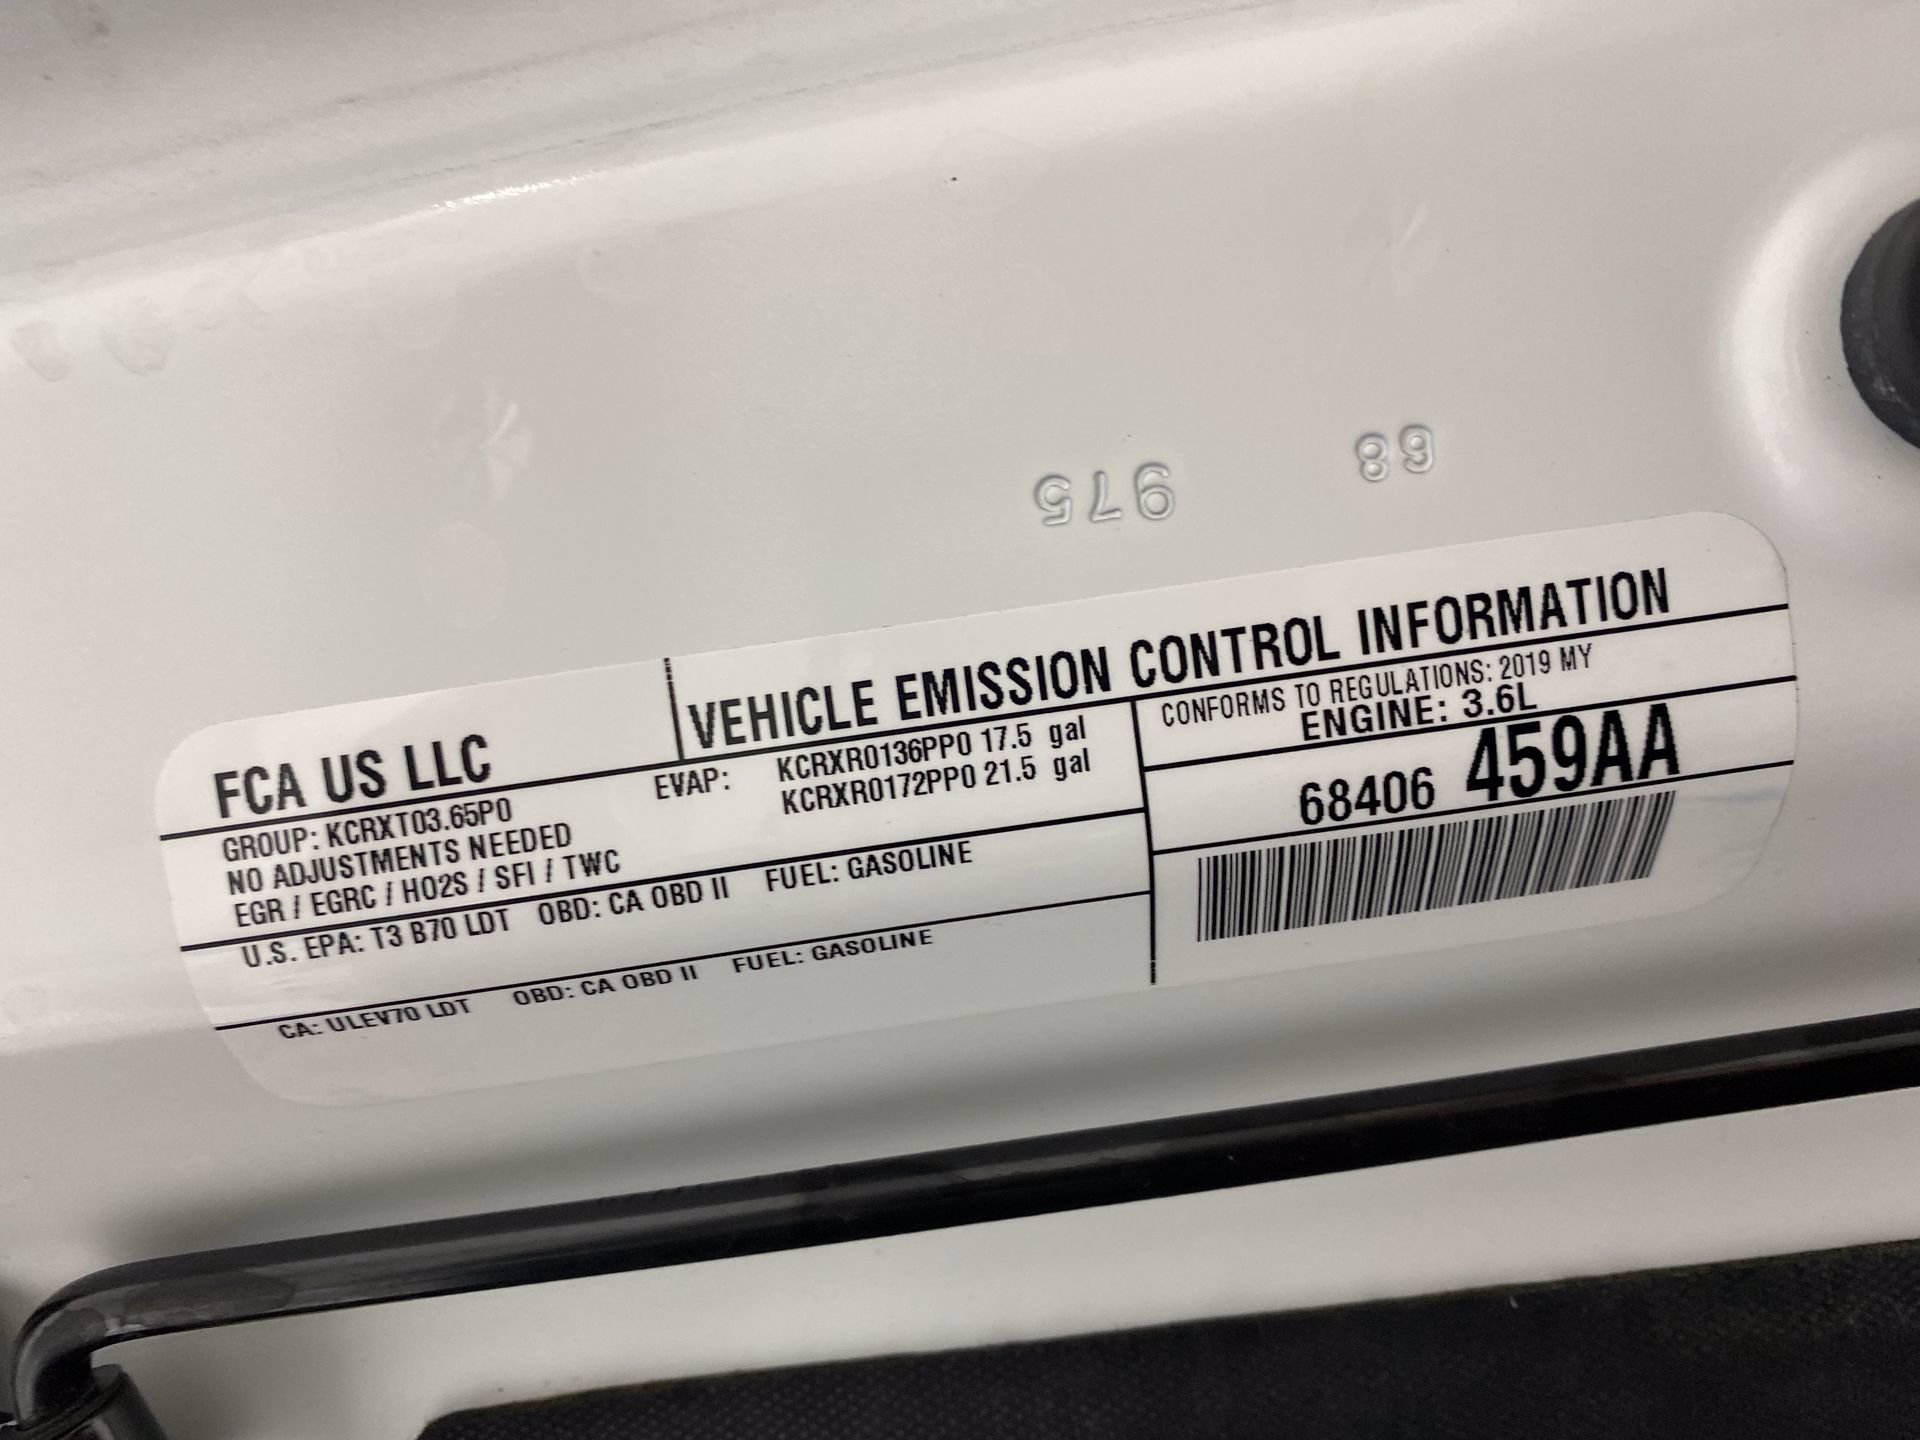 975
68
FCA US LLC
VEHICLE EMISSION CONTROL INFORMATION
GROUP: KCRXT03.65P0
NO ADJUSTMENTS NEEDED
EGR / EGRC / HO2S / SFI / TWC
EVAP: KCRXR0136PP0 17.5 gal
KCRXR0172PP0 21.5 gal
U.S. EPA: T3 B70 LDT OBD: CA OBD II FUEL: GASOLINE
CA: ULEV70 LDT OBD: CA OBD II FUEL: GASOLINE
CONFORMS TO REGULATIONS: 2019 MY
ENGINE: 3.6L
68406 459AA